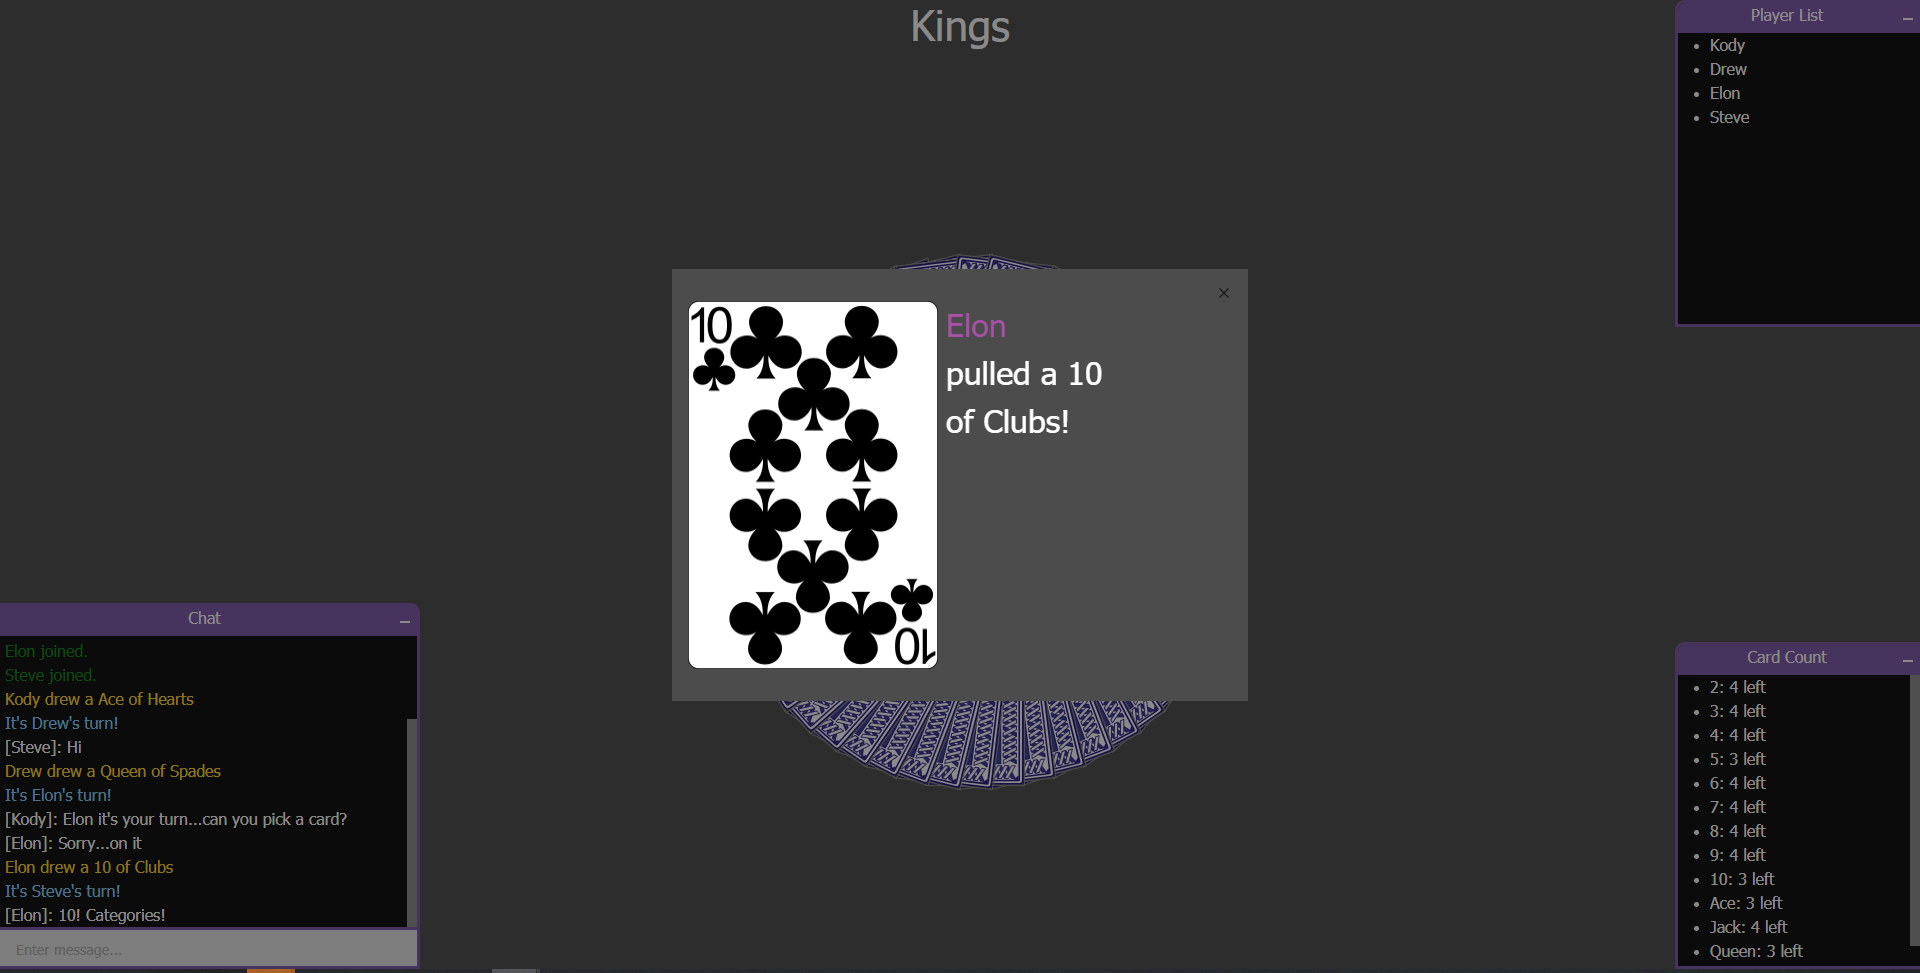 Kings
Player List
Kody
Drew
Elon
Steve
10
Elon
pulled a 10
of Clubs!
10
Chat
Elon joined.
Steve joined.
Kody drew a Ace of Hearts
It's Drew's turn!
[Steve]: Hi
Drew drew a Queen of Spades
It's Elon's turn!
[Kody]: Elon it's your turn...can you pick a card?
[Elon]: Sorry...on it
Elon drew a 10 of Clubs
It's Steve's turn!
[Elon]: 10! Categories!
Enter message...
Card Count
2: 4 left
3: 4 left
4: 4 left
5: 3 left
6: 4 left
7: 4 left
8: 4 left
9: 4 left
10: 3 left
Ace: 3 left
Jack: 4 left
Queen: 3 left